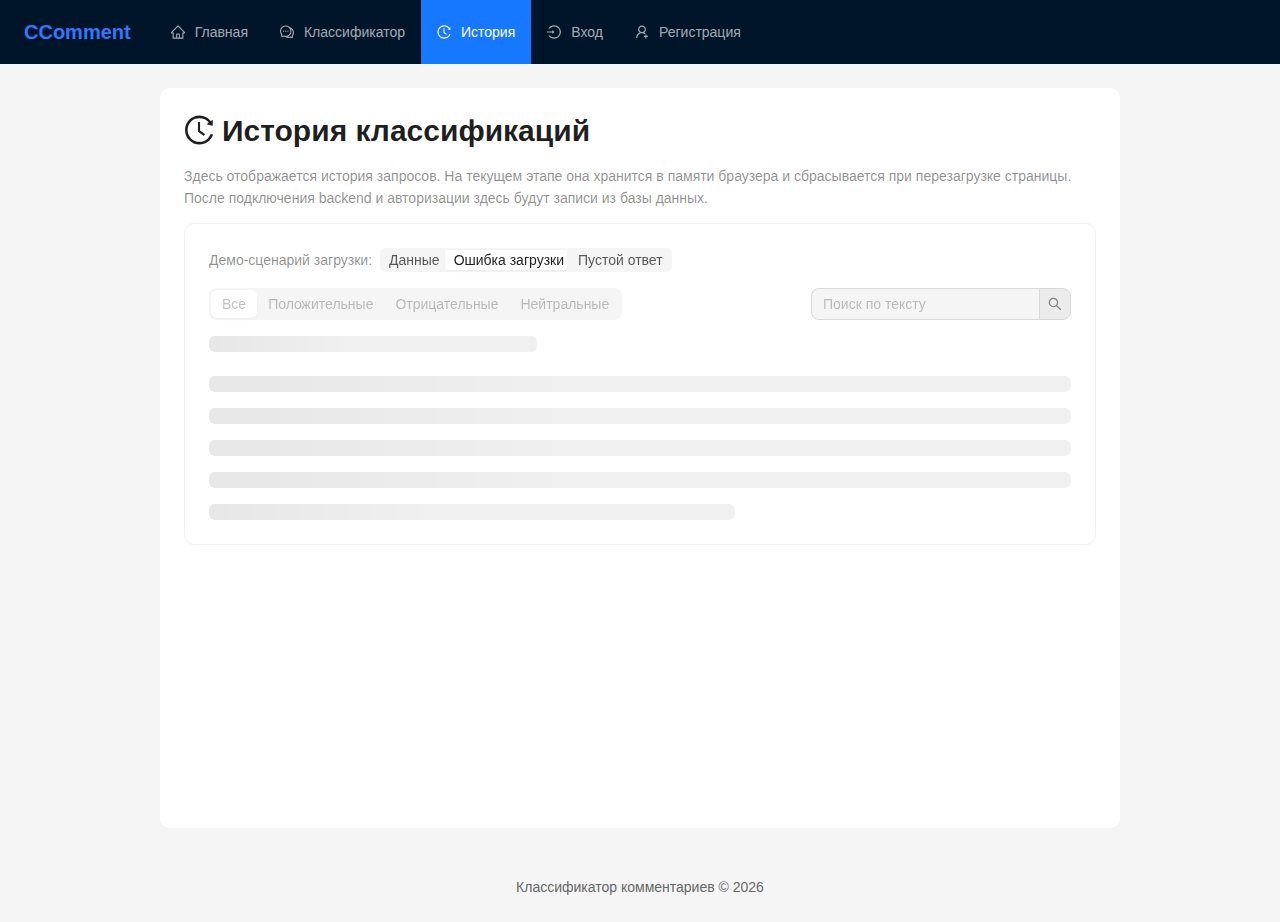 CComment Главная Классификатор История Вход Регистрация
История классификаций
Здесь отображается история запросов. На текущем этапе она хранится в памяти браузера и сбрасывается при перезагрузке страницы.
После подключения backend и авторизации здесь будут записи из базы данных.
Демо-сценарий загрузки: Данные Ошибка загрузки Пустой ответ
Все Положительные Отрицательные Нейтральные Поиск по тексту
Классификатор комментариев © 2026